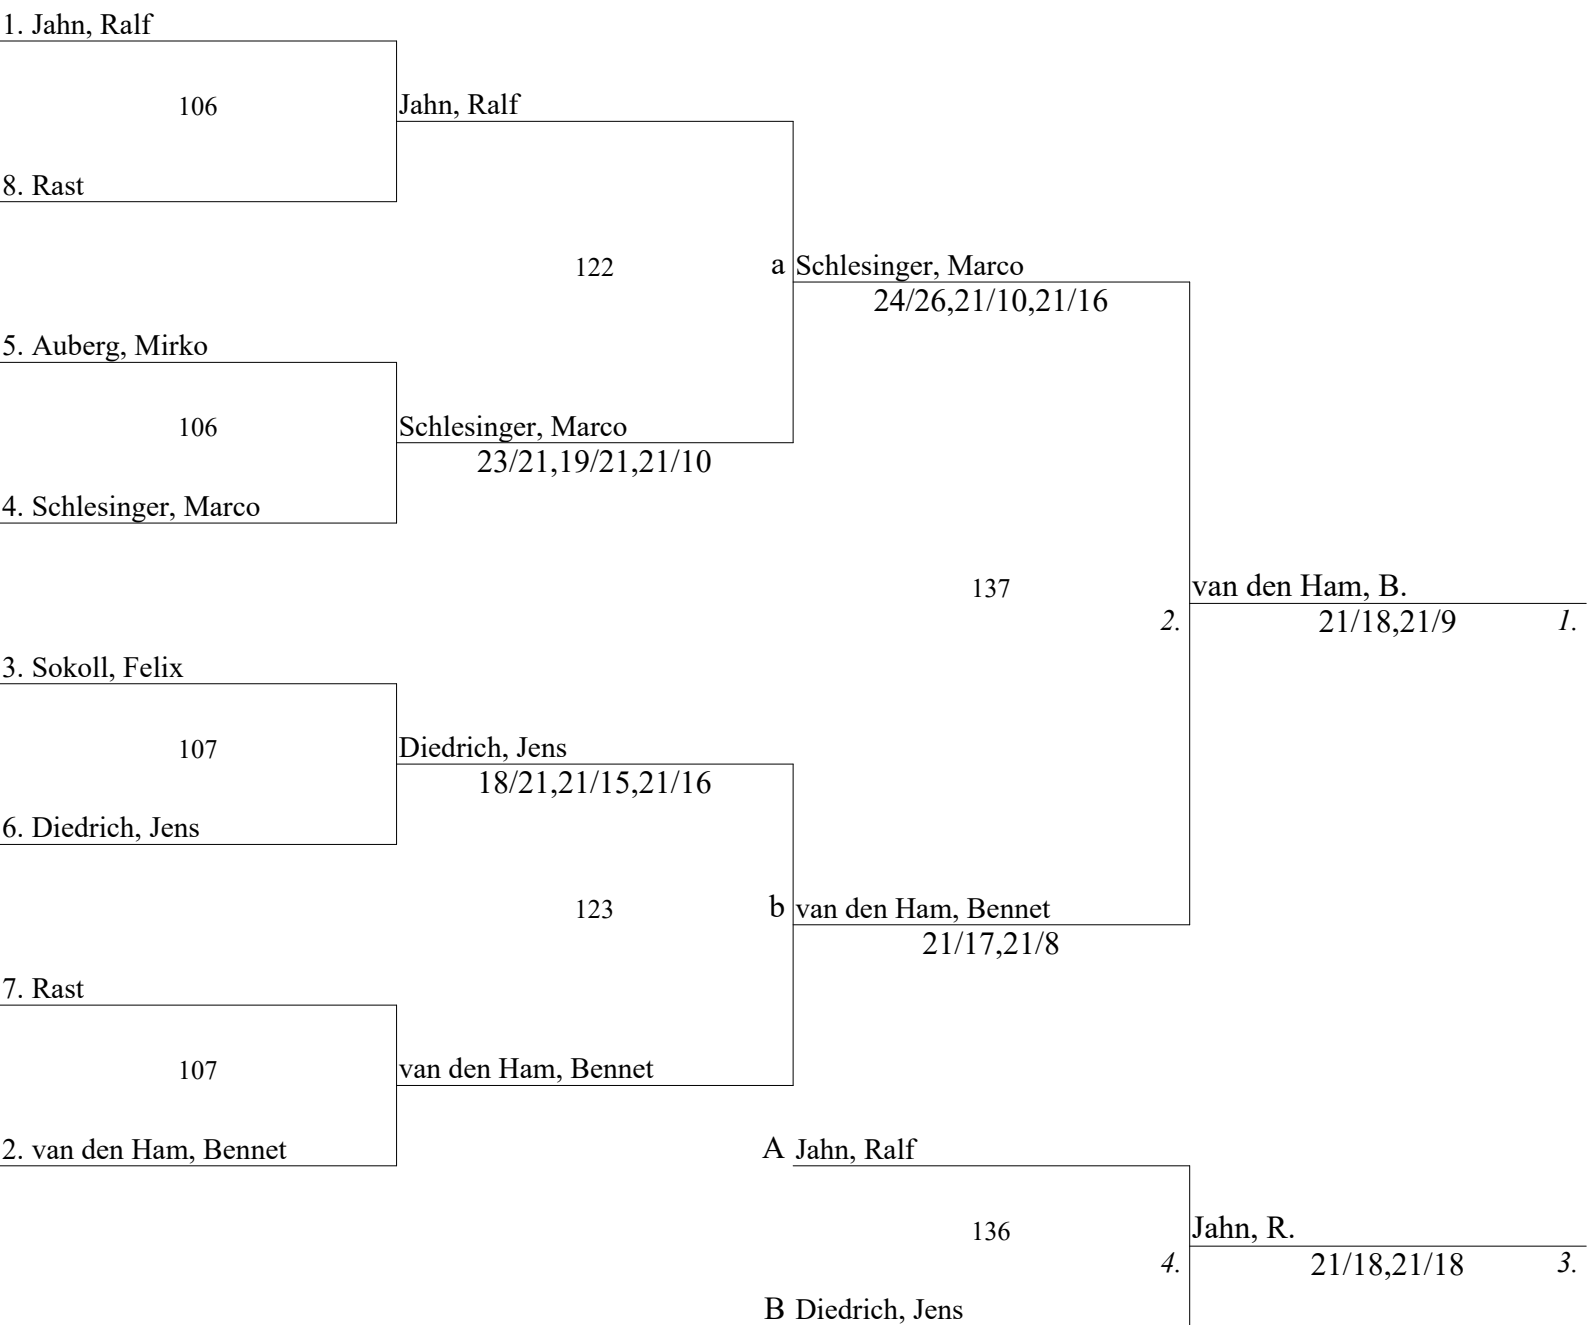 1. Jahn, Ralf
106
Jahn, Ralf
8. Rast
122
a Schlesinger, Marco
24/26,21/10,21/16
5. Auberg, Mirko
106
Schlesinger, Marco
23/21,19/21,21/10
4. Schlesinger, Marco
137
van den Ham, B.
2.
21/18,21/9
1.
3. Sokoll, Felix
107
Diedrich, Jens
18/21,21/15,21/16
6. Diedrich, Jens
123
b van den Ham, Bennet
21/17,21/8
7. Rast
107
van den Ham, Bennet
2. van den Ham, Bennet
A Jahn, Ralf
136
Jahn, R.
4.
21/18,21/18
3.
B Diedrich, Jens